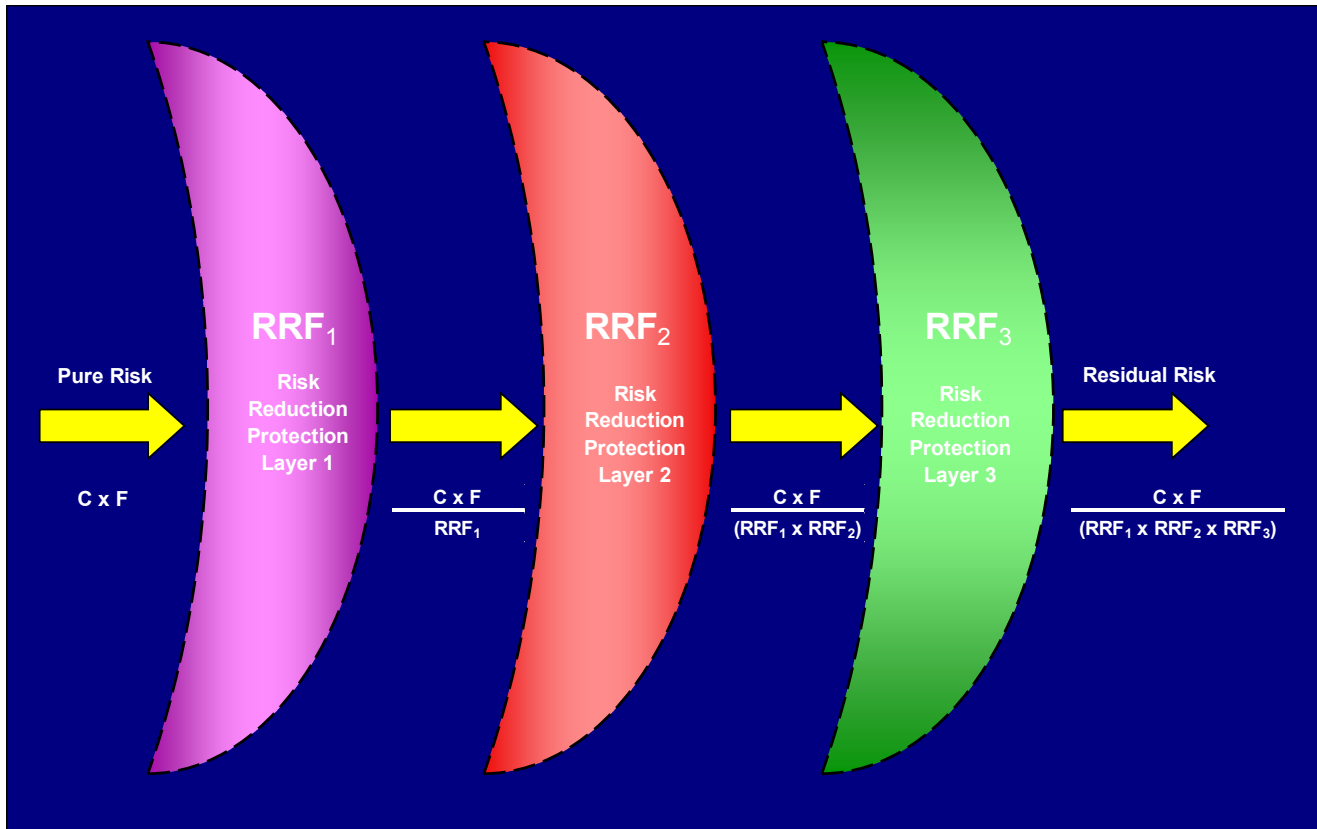 Pure Risk
C x F
RRF₁
Risk
Reduction
Protection
Layer 1
C x F
RRF₁
RRF₂
Risk
Reduction
Protection
Layer 2
C x F
(RRF₁ x RRF₂)
RRF₃
Risk
Reduction
Protection
Layer 3
Residual Risk
C x F
(RRF₁ x RRF₂ x RRF₃)